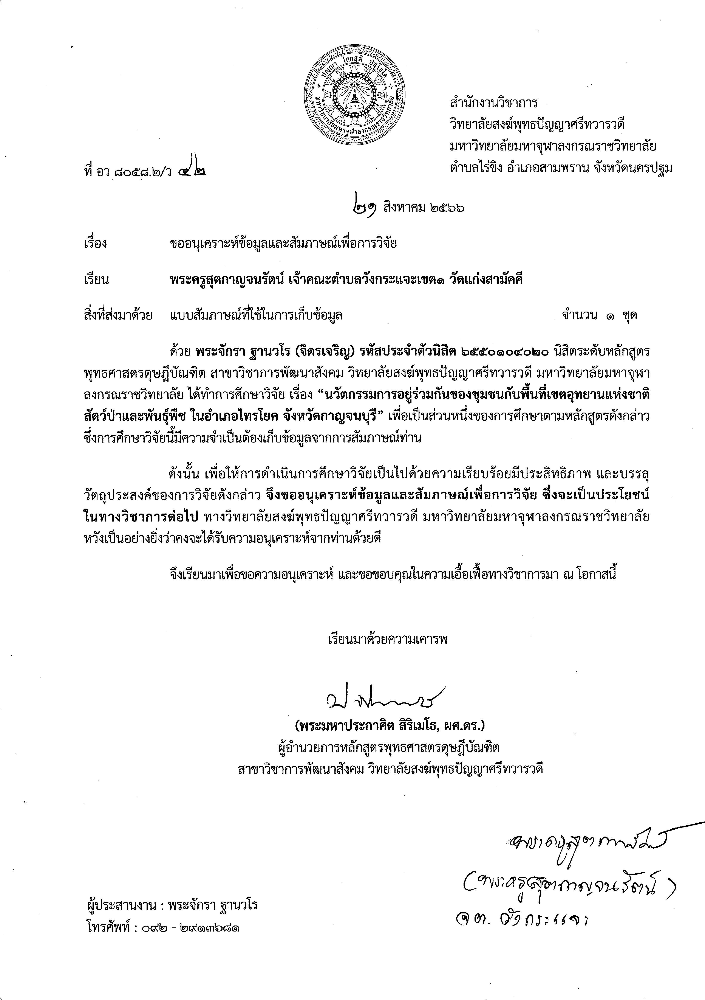 ปญฺญา โลกสฺมิ ปชฺโชโต
มหาวิทยาลัยมหาจุฬาลงกรณราชวิทยาลัย
ม จ ร
สำนักงานวิชาการ
วิทยาลัยสงฆ์พุทธปัญญาศรีทวารวดี
มหาวิทยาลัยมหาจุฬาลงกรณราชวิทยาลัย
ที่ อว ๘๐๕๘.๒/ว ๔๒
ตำบลไร่ขิง อำเภอสามพราน จังหวัดนครปฐม
๒๑ สิงหาคม ๒๕๖๖
เรื่อง ขออนุเคราะห์ข้อมูลและสัมภาษณ์เพื่อการวิจัย
เรียน พระครูสุตกาญจนรัตน์ เจ้าคณะตำบลวังกระแจะเขต๑ วัดแก่งสามัคคี
สิ่งที่ส่งมาด้วย แบบสัมภาษณ์ที่ใช้ในการเก็บข้อมูล จำนวน ๑ ชุด
ด้วย พระจักรา ฐานวโร (จิตรเจริญ) รหัสประจำตัวนิสิต ๖๕๕๐๑๐๔๐๒๐ นิสิตระดับหลักสูตร
พุทธศาสตรดุษฎีบัณฑิต สาขาวิชาการพัฒนาสังคม วิทยาลัยสงฆ์พุทธปัญญาศรีทวารวดี มหาวิทยาลัยมหาจุฬา
ลงกรณราชวิทยาลัย ได้ทำการศึกษาวิจัย เรื่อง “นวัตกรรมการอยู่ร่วมกันของชุมชนกับพื้นที่เขตอุทยานแห่งชาติ
สัตว์ป่าและพันธุ์พืช ในอำเภอไทรโยค จังหวัดกาญจนบุรี” เพื่อเป็นส่วนหนึ่งของการศึกษาตามหลักสูตรดังกล่าว
ซึ่งการศึกษาวิจัยนี้มีความจำเป็นต้องเก็บข้อมูลจากการสัมภาษณ์ท่าน
ดังนั้น เพื่อให้การดำเนินการศึกษาวิจัยเป็นไปด้วยความเรียบร้อยมีประสิทธิภาพ และบรรลุ
วัตถุประสงค์ของการวิจัยดังกล่าว จึงขออนุเคราะห์ข้อมูลและสัมภาษณ์เพื่อการวิจัย ซึ่งจะเป็นประโยชน์
ในทางวิชาการต่อไป ทางวิทยาลัยสงฆ์พุทธปัญญาศรีทวารวดี มหาวิทยาลัยมหาจุฬาลงกรณราชวิทยาลัย
หวังเป็นอย่างยิ่งว่าคงจะได้รับความอนุเคราะห์จากท่านด้วยดี
จึงเรียนมาเพื่อขอความอนุเคราะห์ และขอขอบคุณในความเอื้อเฟื้อทางวิชาการมา ณ โอกาสนี้
เรียนมาด้วยความเคารพ
(พระมหาประกาศิต สิริเมโธ, ผศ.ดร.)
ผู้อำนวยการหลักสูตรพุทธศาสตรดุษฎีบัณฑิต
สาขาวิชาการพัฒนาสังคม วิทยาลัยสงฆ์พุทธปัญญาศรีทวารวดี
(พระครูสุตกาญจนรัตน์)
จต. วังกระแจะ
ผู้ประสานงาน : พระจักรา ฐานวโร
โทรศัพท์ : ๐๙๒ - ๒๙๑๓๖๘๑